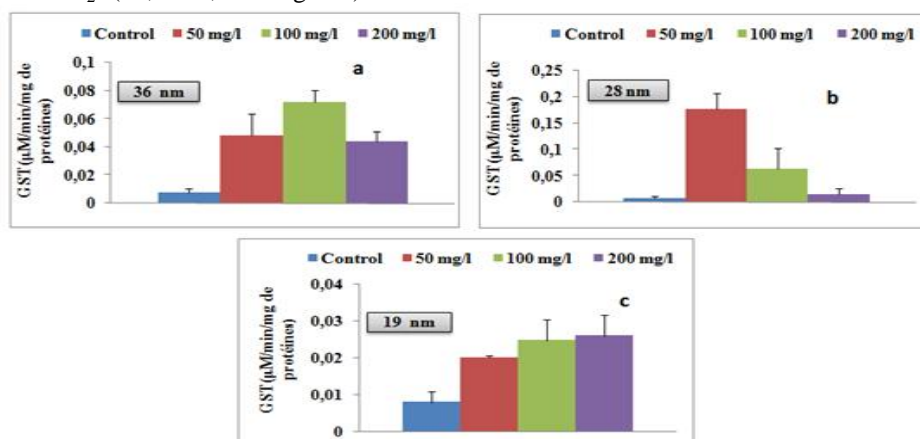 Control 50 mg/l 100 mg/l 200 mg/l
0,1
0,08
0,06
0,04
0,02
0
GST(µM/min/mg de protéines)
36 nm
a
Control 50 mg/l 100 mg/l 200 mg/l
0,25
0,2
0,15
0,1
0,05
0
GST(µM/min/mg de protéines)
28 nm
b
Control 50 mg/l 100 mg/l 200 mg/l
0,04
0,03
0,02
0,01
0
GST(µM/min/mg de protéines)
19 nm
c